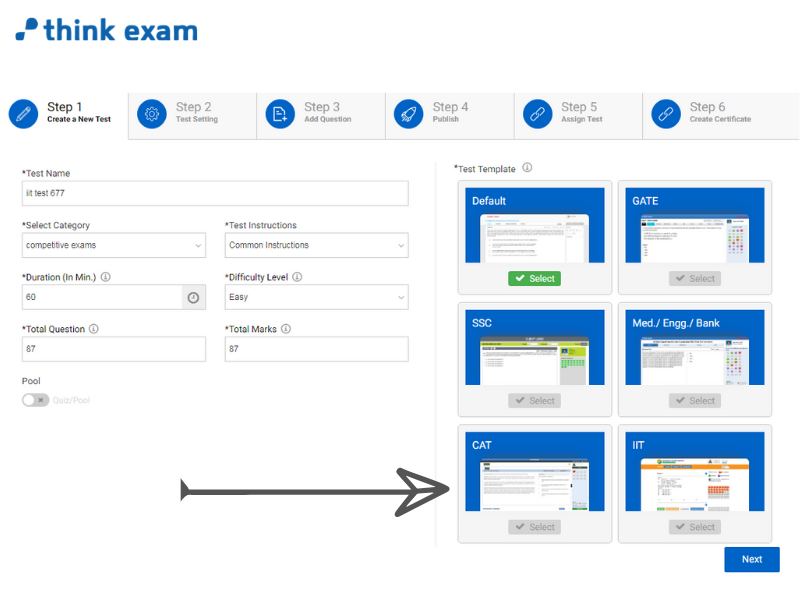 think exam
Step 1
Create a New Test
Step 2
Test Setting
Step 3
Add Question
Step 4
Publish
Step 5
Assign Test
Step 6
Create Certificate
*Test Name
iit test 677
*Select Category
competitive exams
*Test Instructions
Common Instructions
*Duration (In Min.)
60
*Difficulty Level
Easy
*Total Question
87
*Total Marks
87
Pool
Quiz/Pool
*Test Template
Default
Select
GATE
Select
SSC
Select
Med./ Engg./ Bank
Select
CAT
Select
IIT
Select
Next